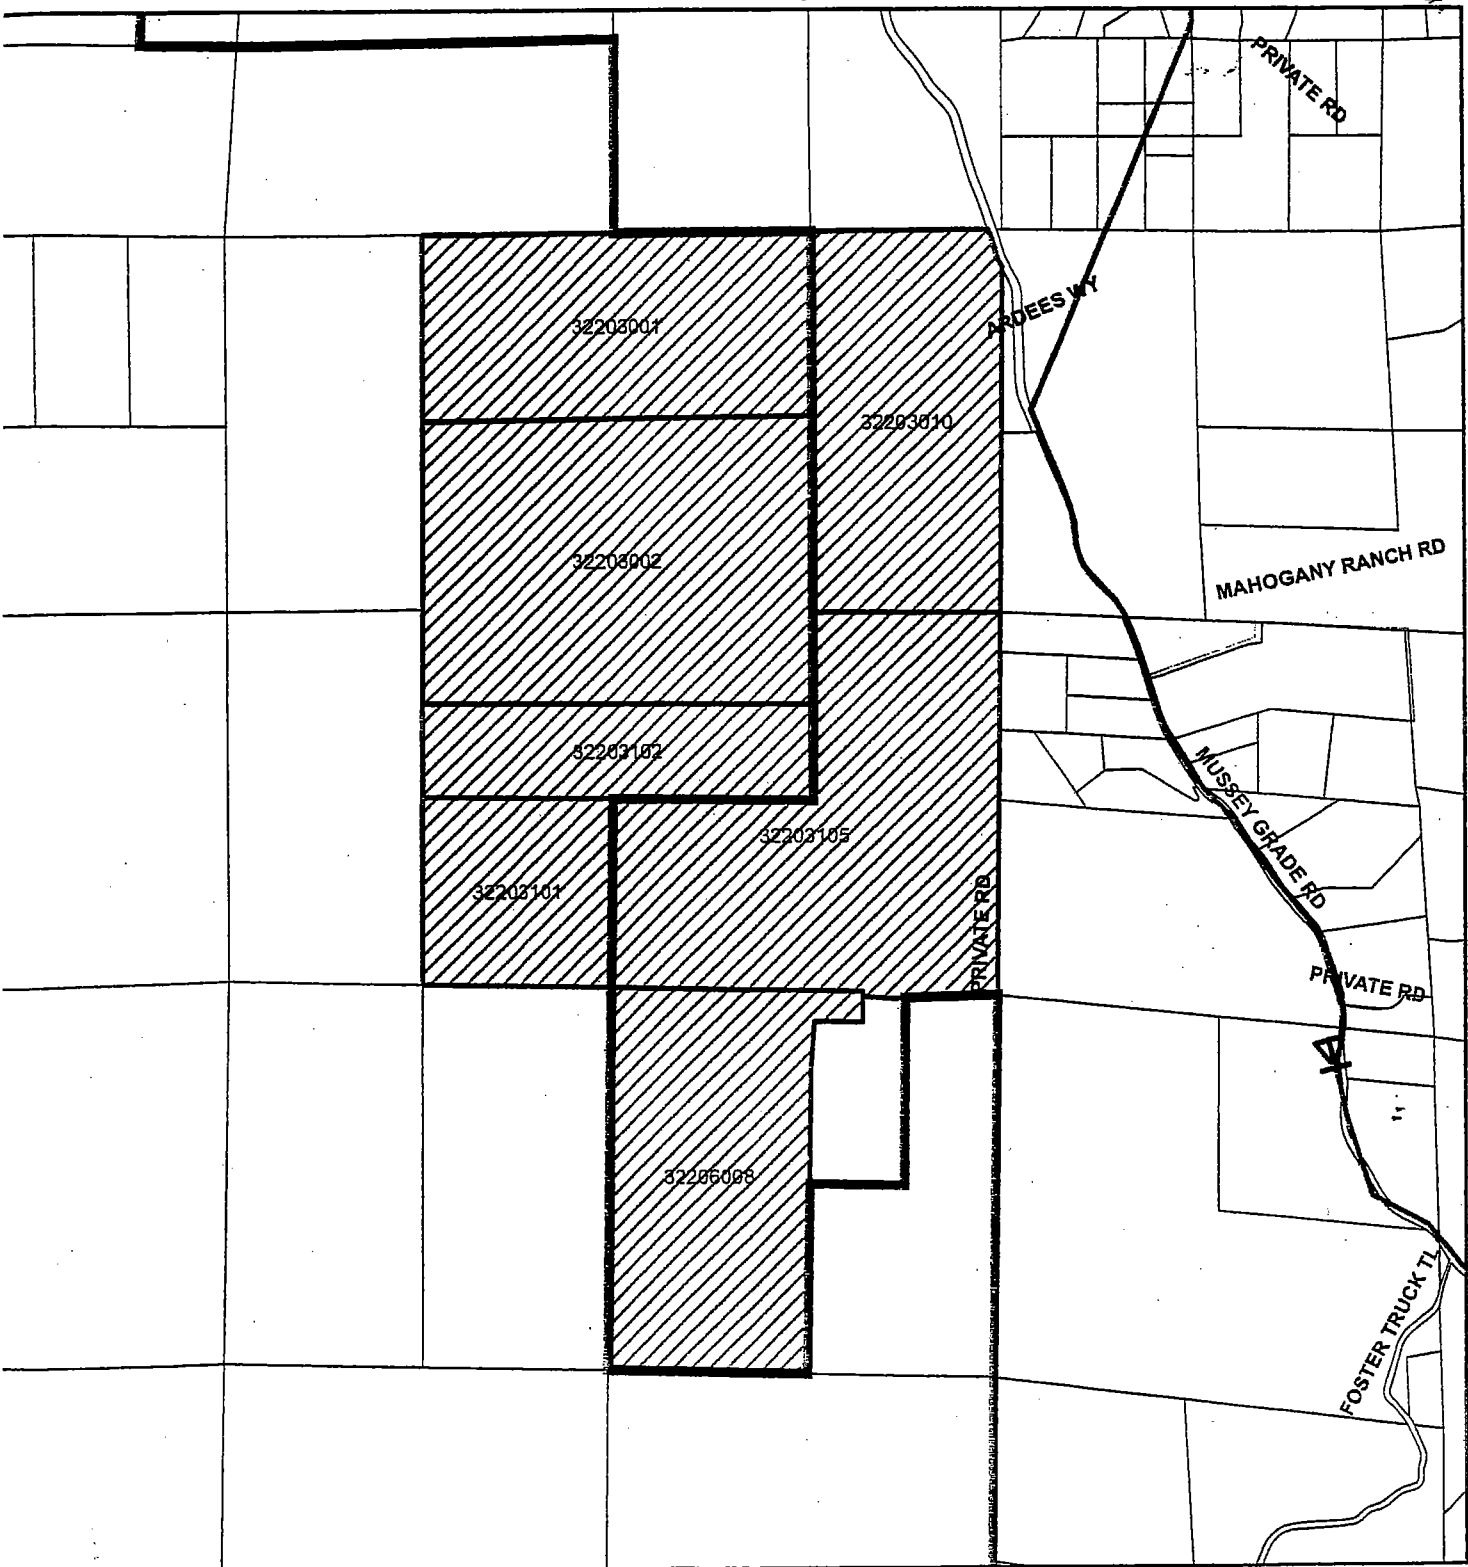 PRIVATE RD
ARDEES WY
32203001
32203010
32203002
MAHOGANY RANCH RD
32203102
MUSSEY GRADE RD
32203105
32203101
PRIVATE RD
PRIVATE RD
32206008
FOSTER TRUCK TL